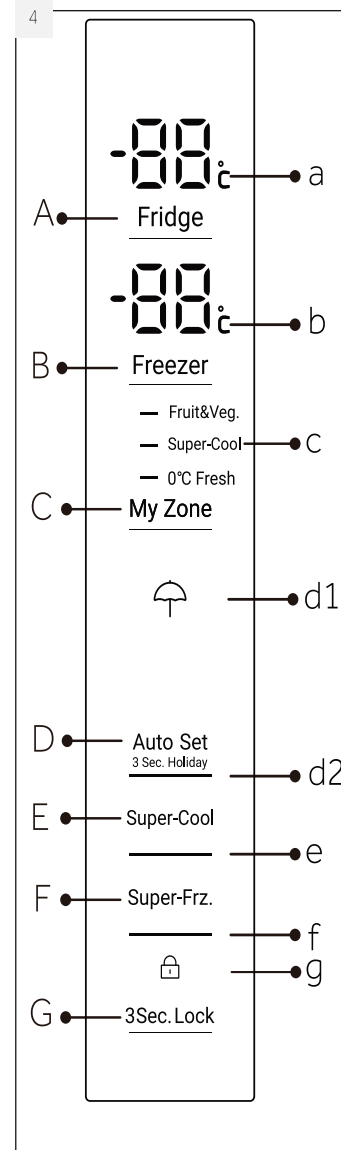 4
-88°c
a
A
Fridge
-88°c
b
B
Freezer
Fruit&Veg.
Super-Cool
c
0°C Fresh
C
My Zone
d1
D
Auto Set
3 Sec. Holiday
d2
E
Super-Cool
e
F
Super-Frz.
f
g
G
3Sec.Lock